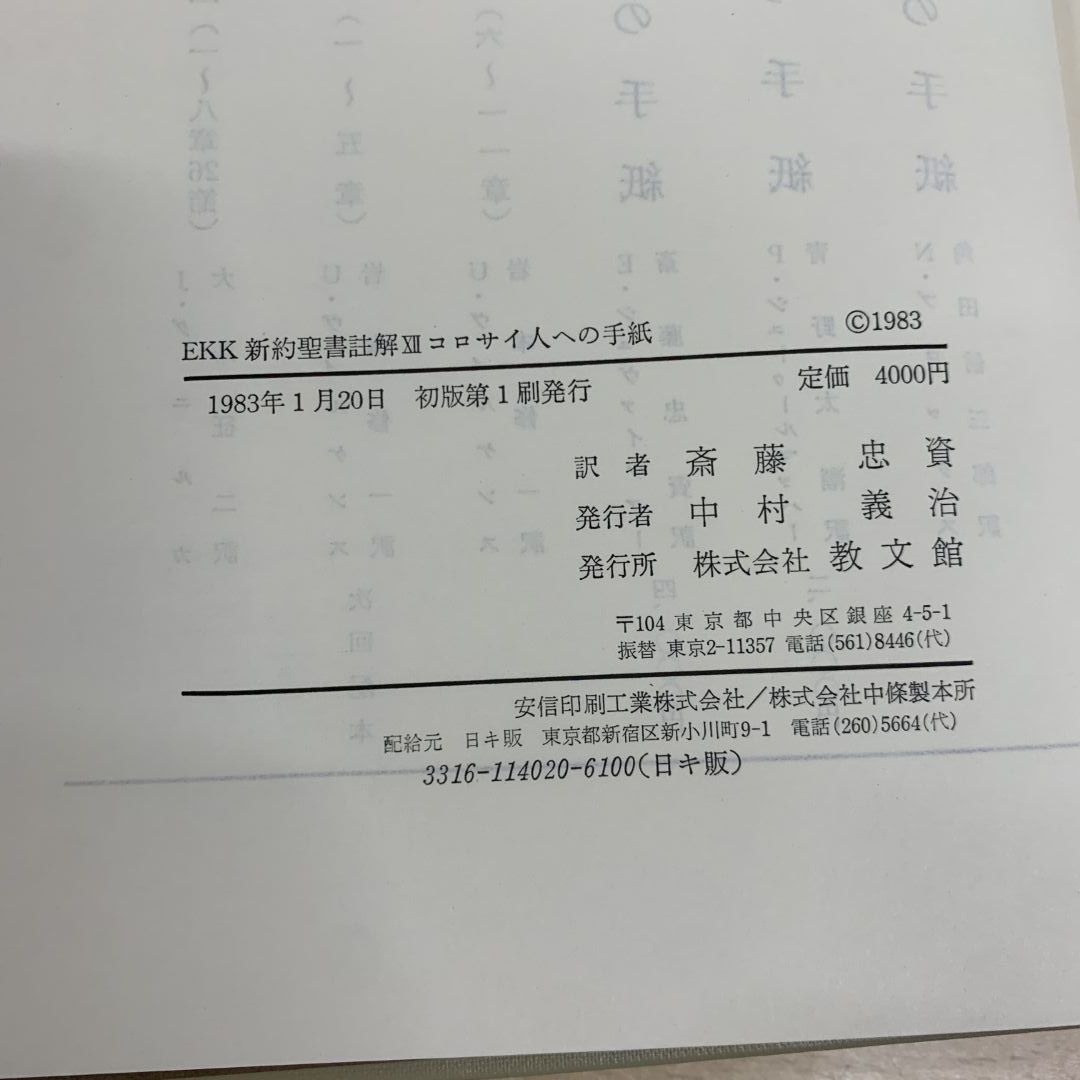 ©1983
EKK 新約聖書註解Ⅻコロサイ人への手紙
1983年1月20日 初版第1刷発行 定価 4000円
訳者 斎藤 忠資
発行者 中村 義治
発行所 株式会社 教文館
〒104 東京都中央区銀座 4-5-1
振替 東京2-11357 電話(561)8446(代)
安信印刷工業株式会社/株式会社中條製本所
配給元 日キ販 東京都新宿区新小川町9-1 電話(260)5664(代)
3316-114020-6100(日キ販)